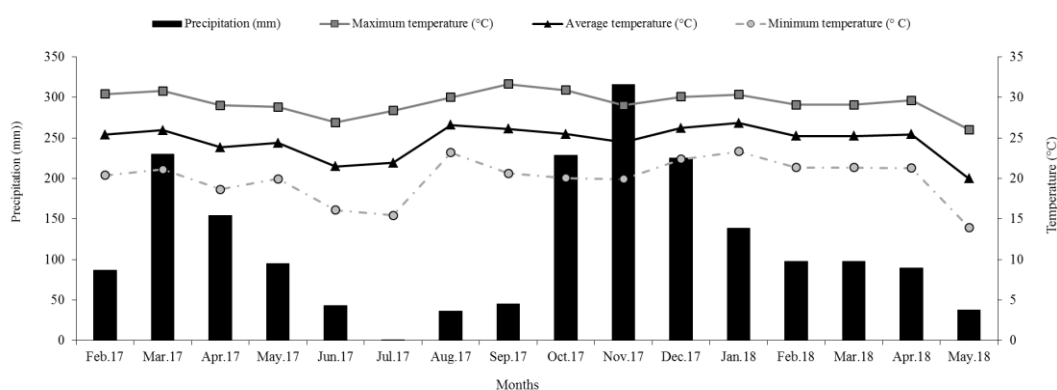 Precipitation (mm) Maximum temperature (°C) Average temperature (°C) Minimum temperature (° C)
350 35
300 30
250 25
200 20
150 15
100 10
50 5
0 0
Precipitation (mm))
Temperature (°C)
Feb.17 Mar.17 Apr.17 May.17 Jun.17 Jul.17 Aug.17 Sep.17 Oct.17 Nov.17 Dec.17 Jan.18 Feb.18 Mar.18 Apr.18 May.18
Months